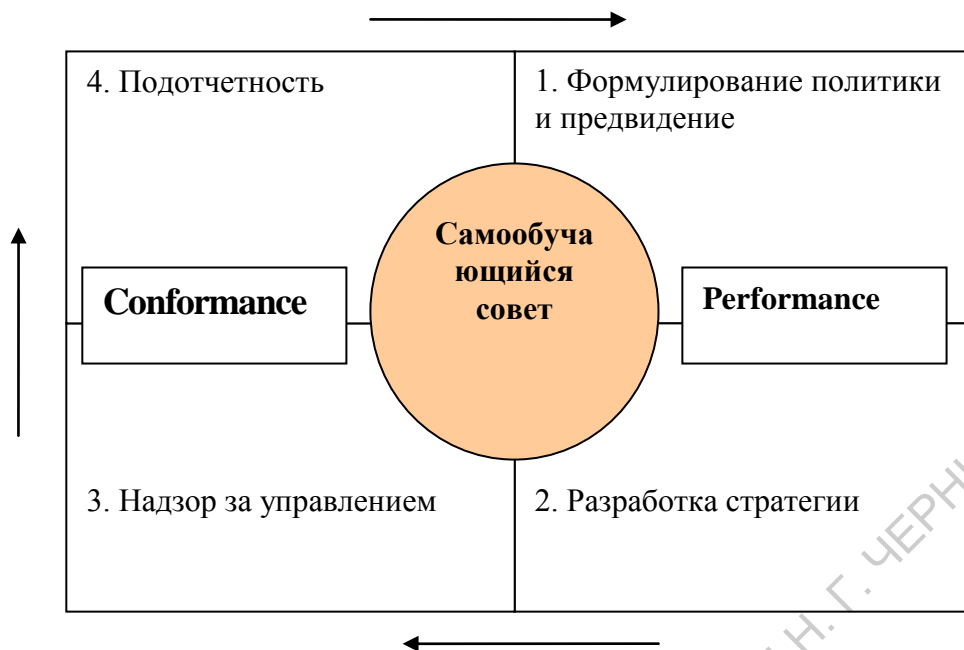 4. Подотчетность
1. Формулирование политики
и предвидение
Самообуча
ющийся
совет
Conformance
Performance
3. Надзор за управлением
2. Разработка стратегии
Н. Г.